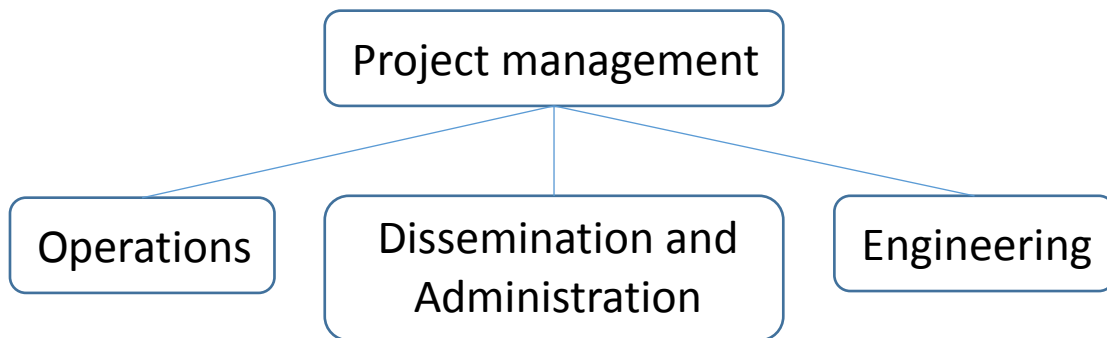 Project management
Operations
Dissemination and
Administration
Engineering